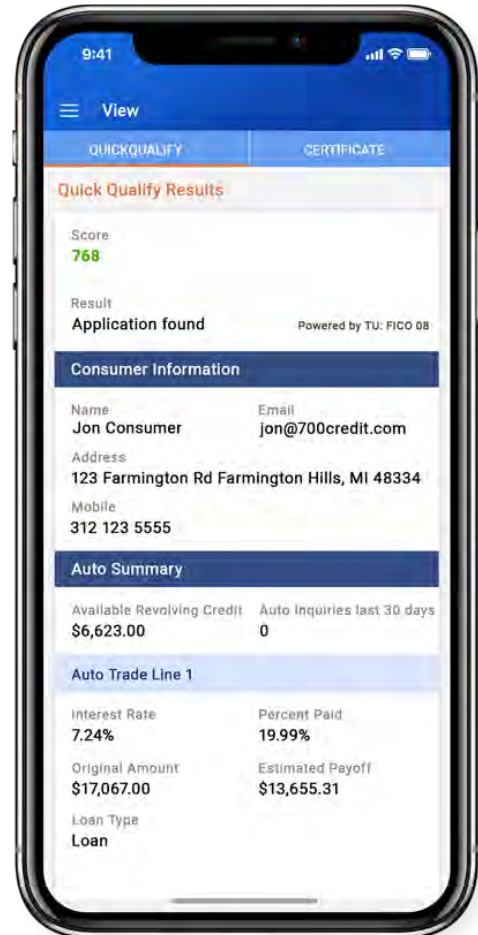 9:41
View
QUICKQUALIFY CERTIFICATE
Quick Qualify Results
Score
768
Result
Application found Powered by TU: FICO 08
Consumer Information
Name Email
Jon Consumer jon@700credit.com
Address
123 Farmington Rd Farmington Hills, MI 48334
Mobile
312 123 5555
Auto Summary
Available Revolving Credit Auto Inquiries last 30 days
$6,623.00 0
Auto Trade Line 1
Interest Rate Percent Paid
7.24% 19.99%
Original Amount Estimated Payoff
$17,067.00 $13,655.31
Loan Type
Loan